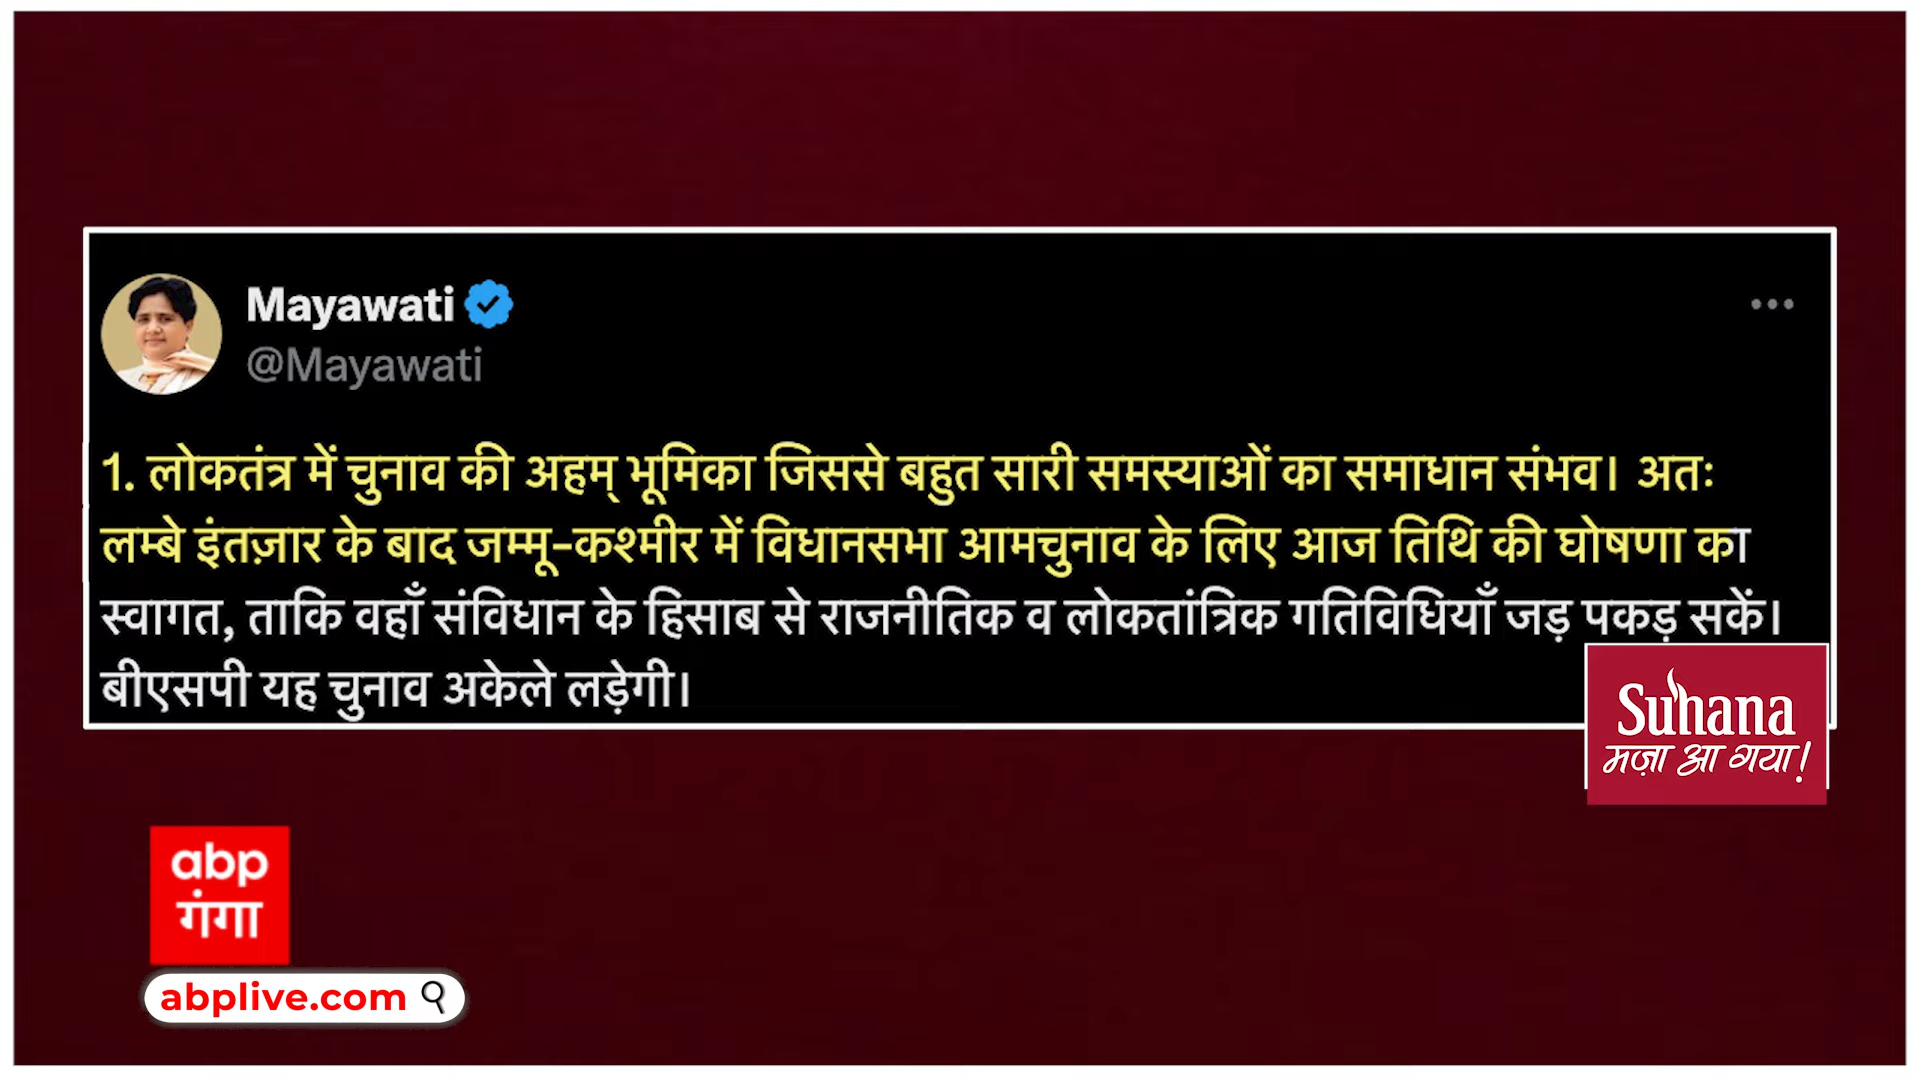 Mayawati
@Mayawati
1. लोकतंत्र में चुनाव की अहम् भूमिका जिससे बहुत सारी समस्याओं का समाधान संभव। अतः
लम्बे इंतज़ार के बाद जम्मू-कश्मीर में विधानसभा आमचुनाव के लिए आज तिथि की घोषणा का
स्वागत, ताकि वहाँ संविधान के हिसाब से राजनीतिक व लोकतांत्रिक गतिविधियाँ जड़ पकड़ सकें।
बीएसपी यह चुनाव अकेले लड़ेगी।
Suhana
मज़ा आ गया!
abp
गंगा
abplive.com